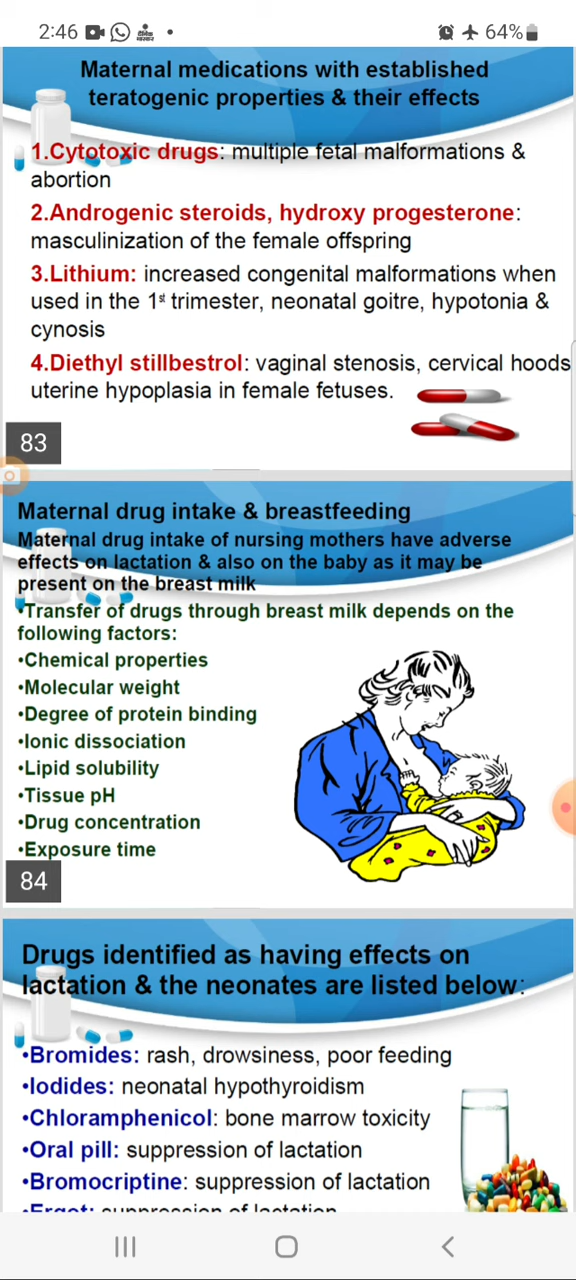 2:46
64%
Maternal medications with established
teratogenic properties & their effects
1.Cytotoxic drugs: multiple fetal malformations &
abortion
2.Androgenic steroids, hydroxy progesterone:
masculinization of the female offspring
3.Lithium: increased congenital malformations when
used in the 1st trimester, neonatal goitre, hypotonia &
cynosis
4.Diethyl stillbestrol: vaginal stenosis, cervical hoods
uterine hypoplasia in female fetuses.
83
Maternal drug intake & breastfeeding
Maternal drug intake of nursing mothers have adverse
effects on lactation & also on the baby as it may be
present on the breast milk
•Transfer of drugs through breast milk depends on the
following factors:
•Chemical properties
•Molecular weight
•Degree of protein binding
•Ionic dissociation
•Lipid solubility
•Tissue pH
•Drug concentration
•Exposure time
84
Drugs identified as having effects on
lactation & the neonates are listed below:
•Bromides: rash, drowsiness, poor feeding
•Iodides: neonatal hypothyroidism
•Chloramphenicol: bone marrow toxicity
•Oral pill: suppression of lactation
•Bromocriptine: suppression of lactation
•Ergot: suppression of lactation